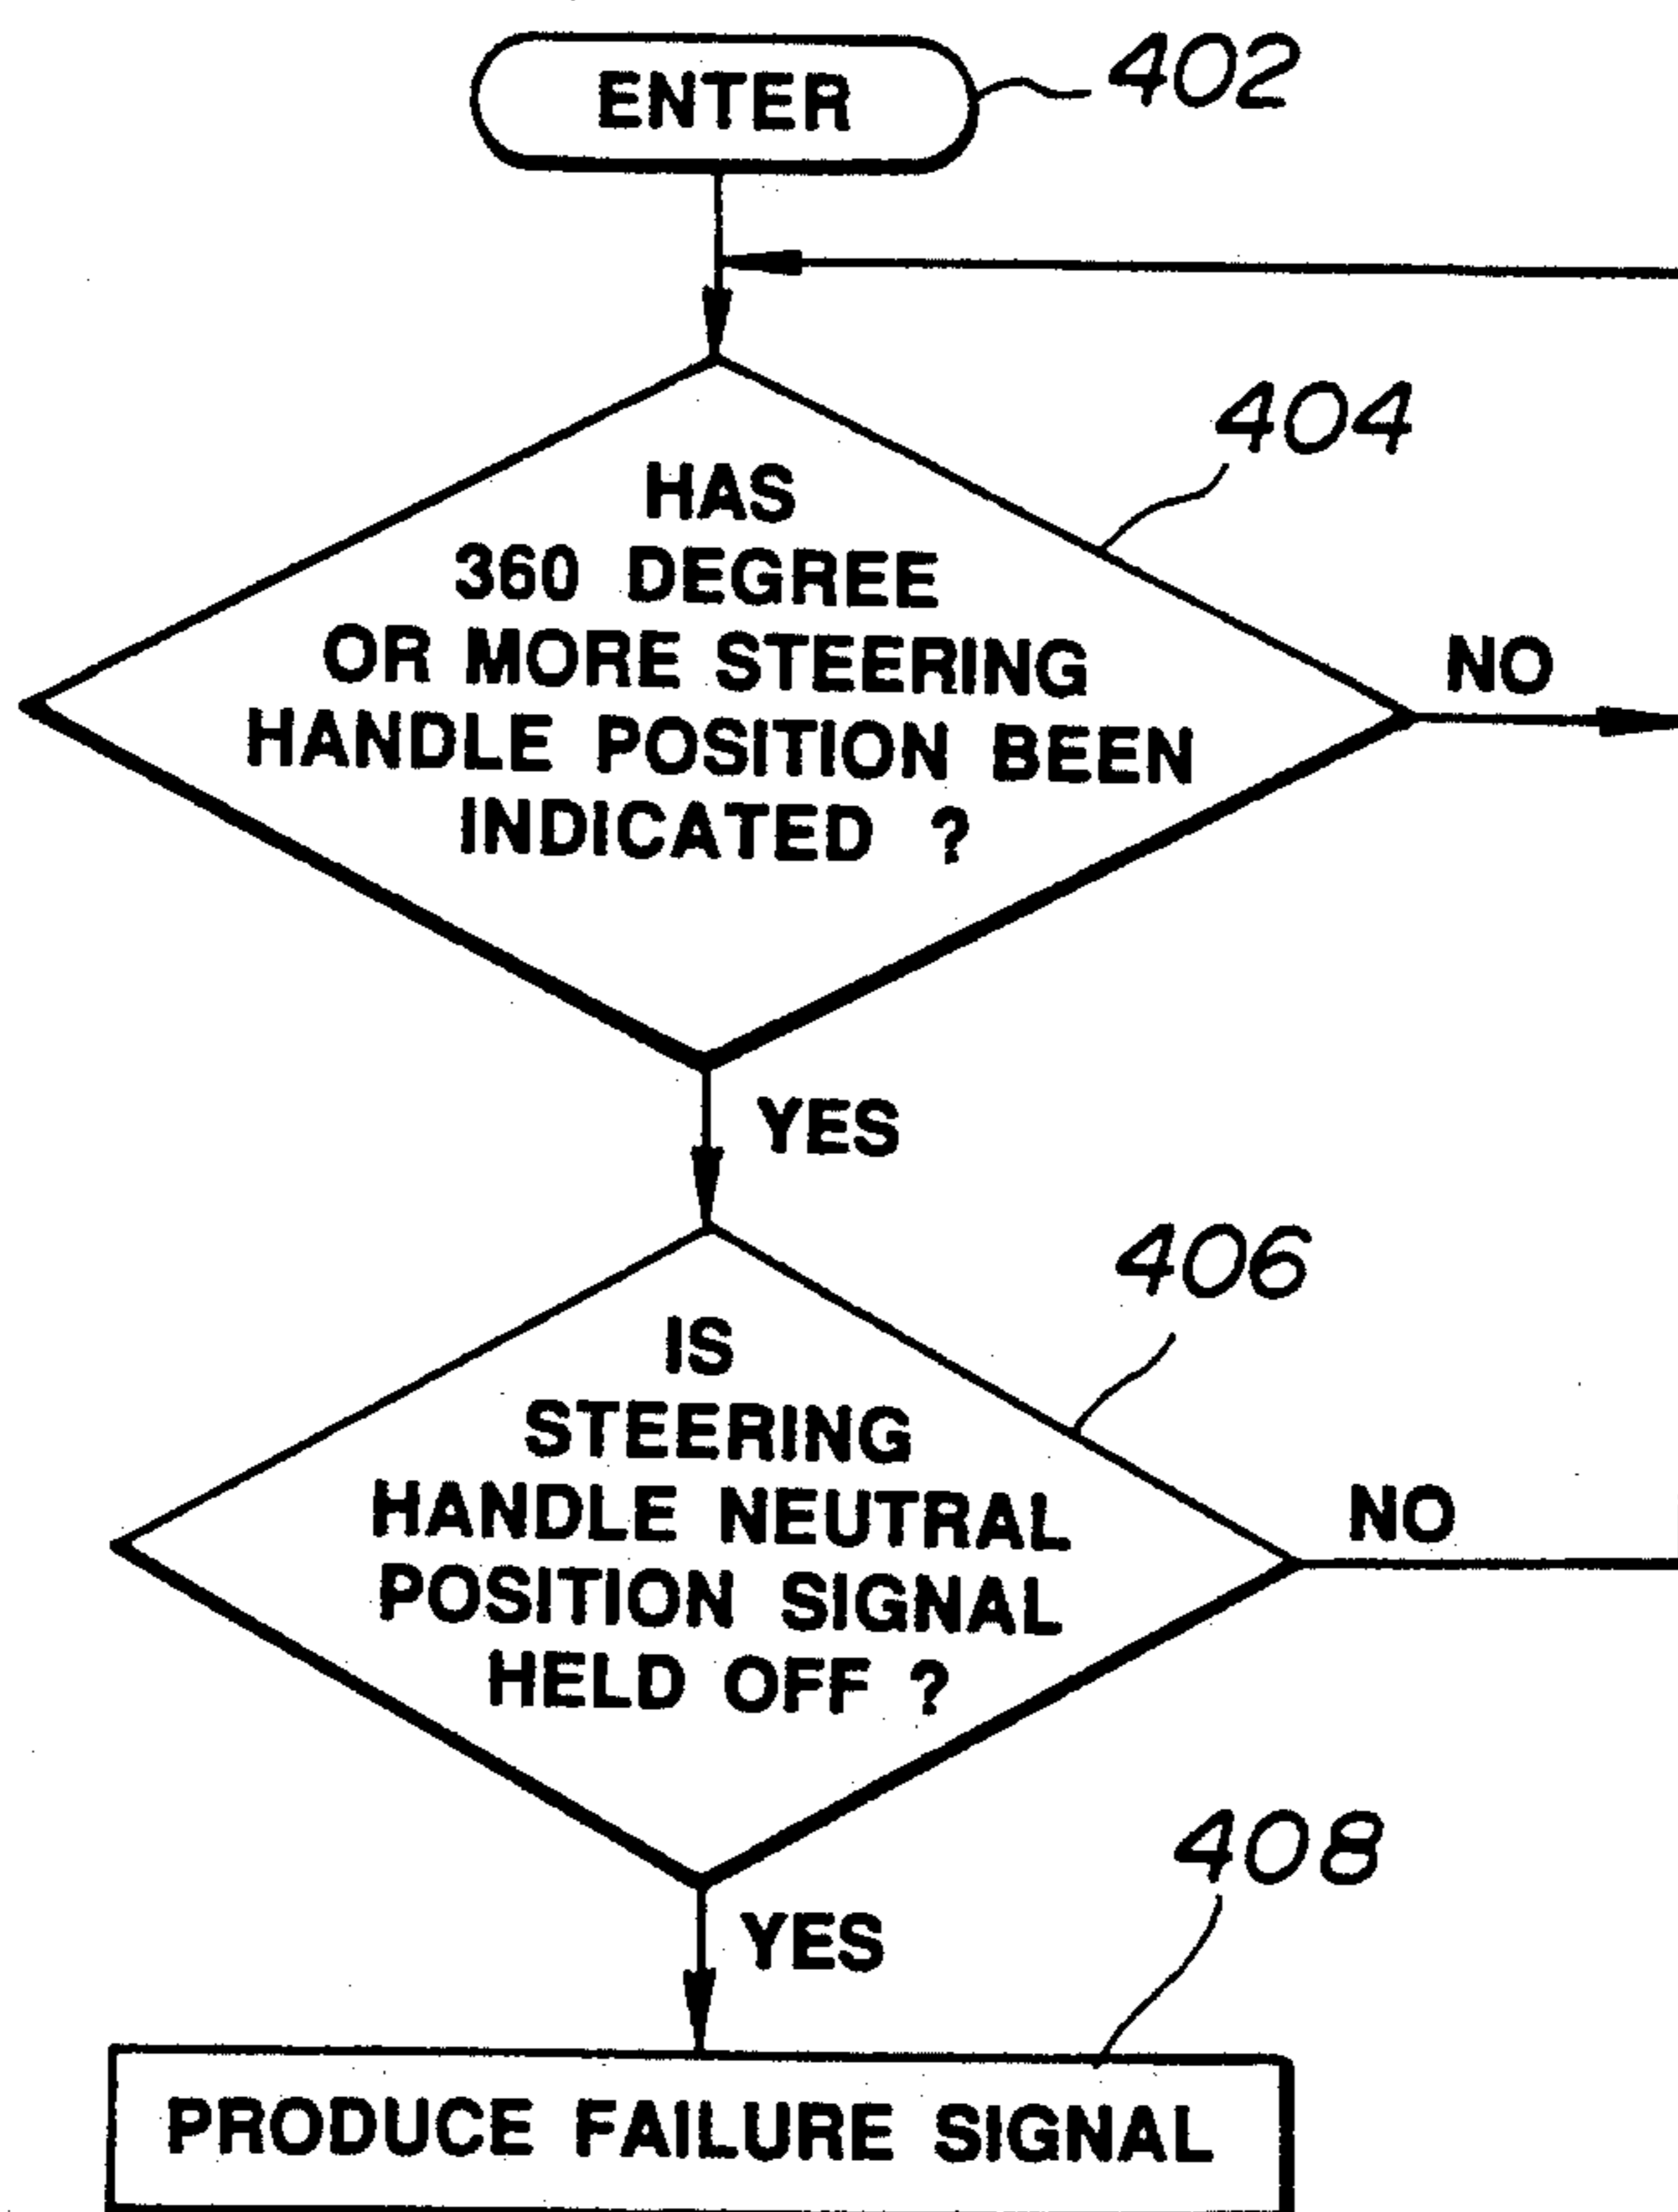 ENTER
402
404
HAS
360 DEGREE
OR MORE STEERING
HANDLE POSITION BEEN
INDICATED ?
NO
YES
406
IS
STEERING
HANDLE NEUTRAL
POSITION SIGNAL
HELD OFF ?
NO
YES
408
PRODUCE FAILURE SIGNAL